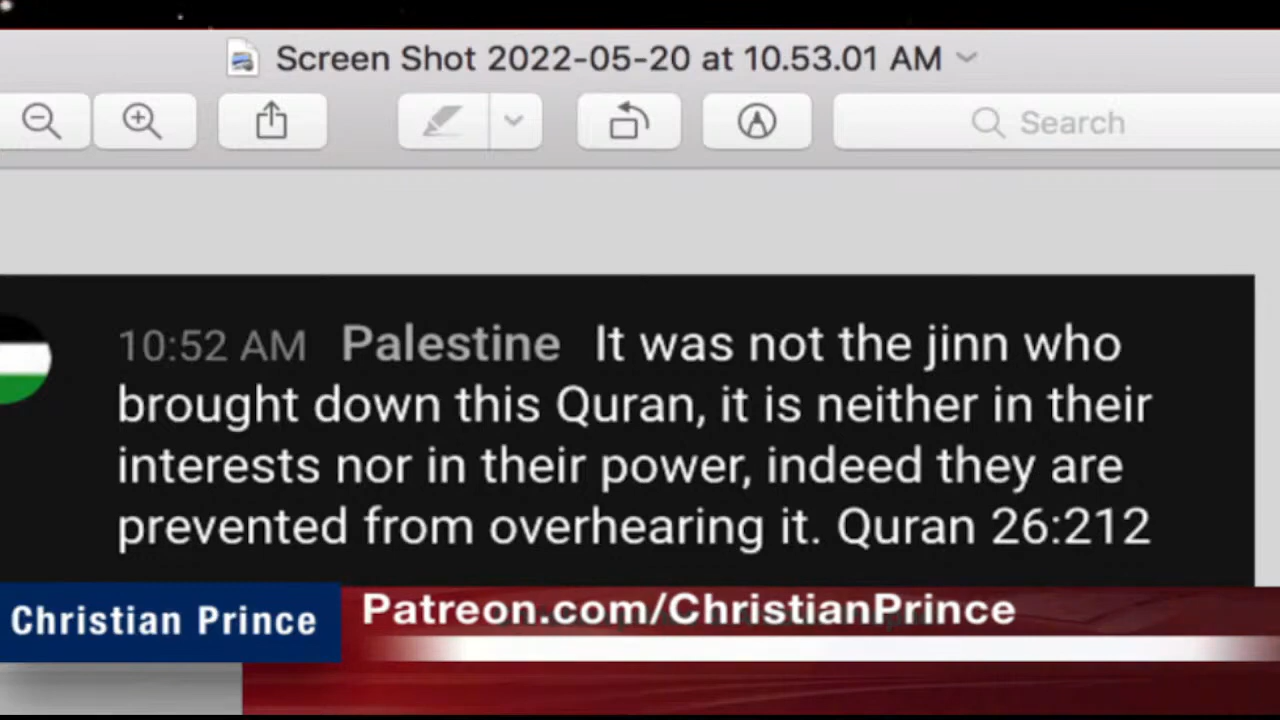 Screen Shot 2022-05-20 at 10.53.01 AM
Search
10:52 AM Palestine It was not the jinn who
brought down this Quran, it is neither in their
interests nor in their power, indeed they are
prevented from overhearing it. Quran 26:212
Christian Prince
Patreon.com/ChristianPrince